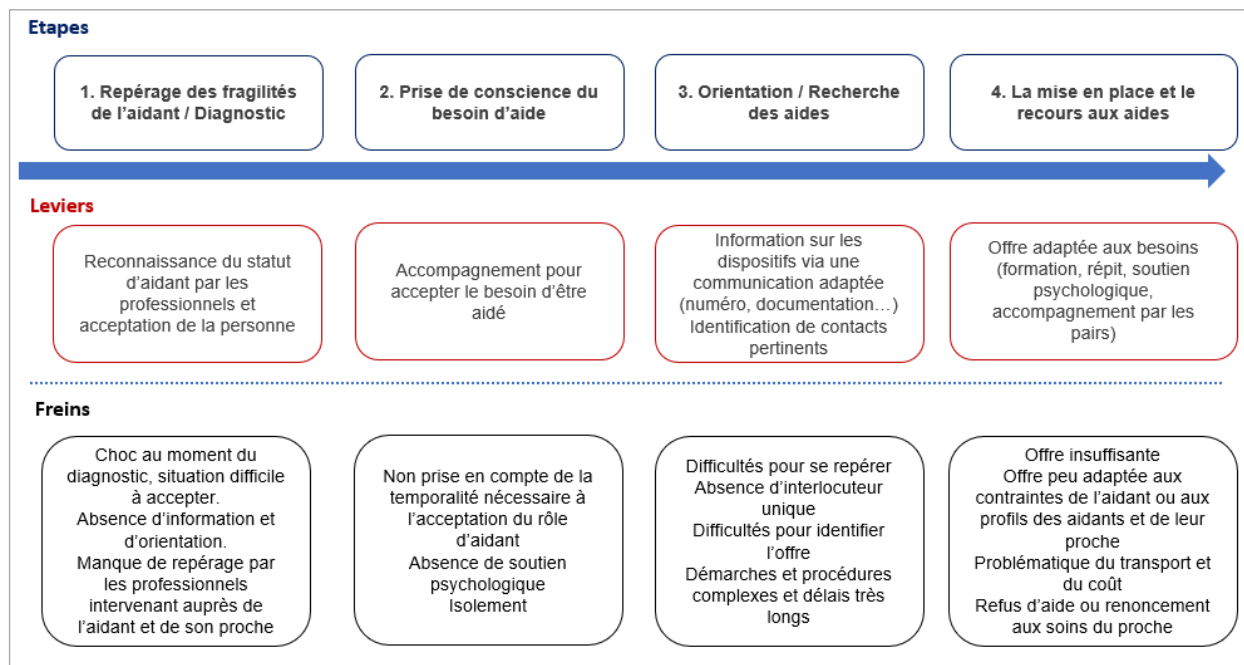 Etapes
1. Repérage des fragilités
de l'aidant / Diagnostic
2. Prise de conscience du
besoin d'aide
3. Orientation / Recherche
des aides
4. La mise en place et le
recours aux aides
Leviers
Reconnaissance du statut
d'aidant par les
professionnels et
acceptation de la personne
Accompagnement pour
accepter le besoin d'être
aidé
Information sur les
dispositifs via une
communication adaptée
(numéro, documentation…)
Identification de contacts
pertinents
Offre adaptée aux besoins
(formation, répit, soutien
psychologique,
accompagnement par les
pairs)
Freins
Choc au moment du
diagnostic, situation difficile
à accepter.
Absence d'information et
d'orientation.
Manque de repérage par
les professionnels
intervenant auprès de
l'aidant et de son proche
Non prise en compte de la
temporalité nécessaire à
l'acceptation du rôle
d'aidant
Absence de soutien
psychologique
Isolement
Difficultés pour se repérer
Absence d'interlocuteur
unique
Difficultés pour identifier
l'offre
Démarches et procédures
complexes et délais très
longs
Offre insuffisante
Offre peu adaptée aux
contraintes de l'aidant ou aux
profils des aidants et de leur
proche
Problématique du transport et
du coût
Refus d'aide ou renoncement
aux soins du proche